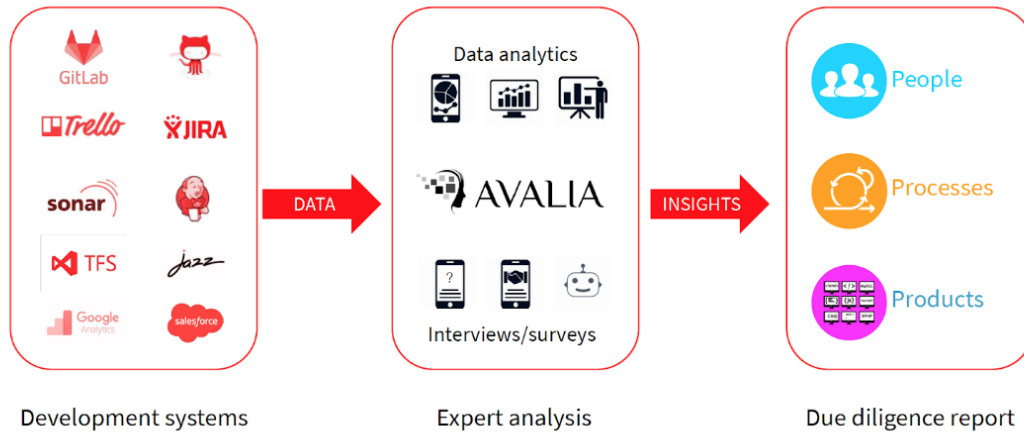 GitLab
Trello
JIRA
sonar
TFS
jazz
Google
Analytics
salesforce
DATA
Data analytics
AVALIA
?
Interviews/surveys
INSIGHTS
People
Processes
Products
Development systems
Expert analysis
Due diligence report